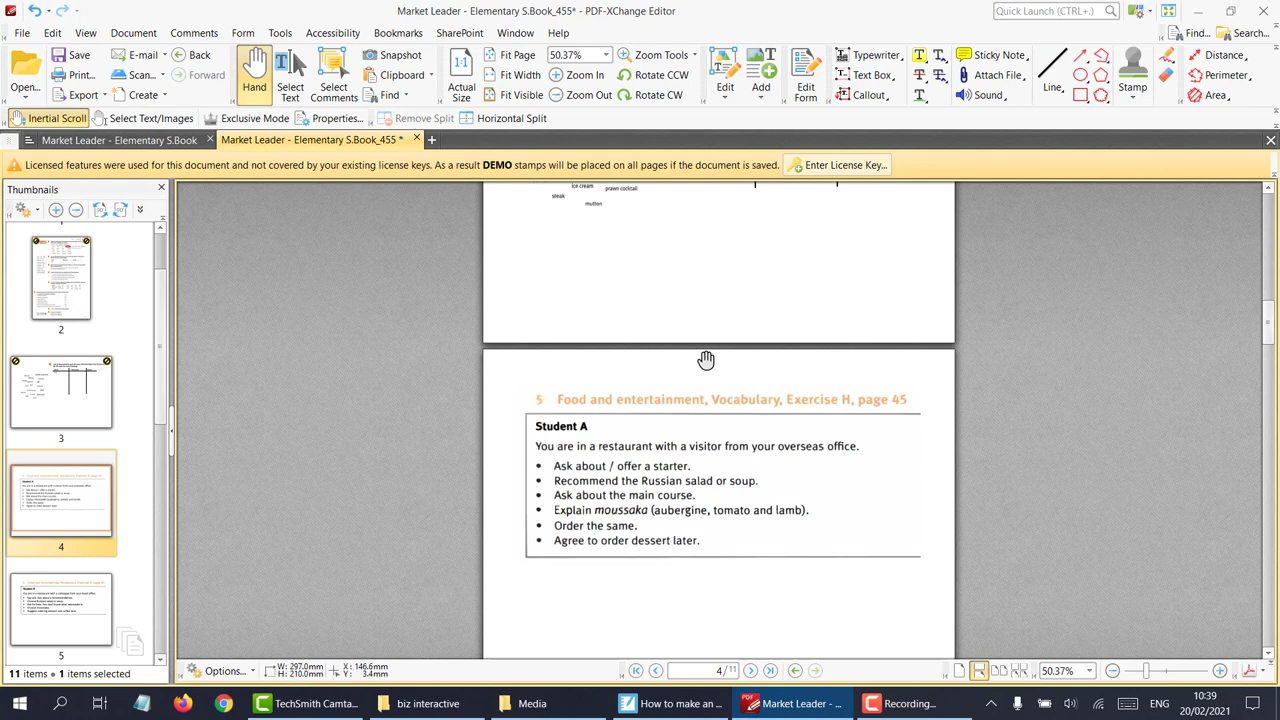 Market Leader - Elementary S.Book_455* - PDF-XChange Editor
Quick Launch (CTRL+.)
File Edit View Document Comments Form Tools Accessibility Bookmarks SharePoint Window Help
Find... Search...
Open... Save Print... Export E-mail Scan... Create Back Forward
Hand Select Text Select Comments Snapshot Clipboard Find
1:1 Actual Size Fit Page Fit Width Fit Visible 50.37% Zoom In Zoom Out Zoom Tools Rotate CCW Rotate CW
Edit Add Edit Form Typewriter Text Box Callout Sticky Note Attach File Sound Line Stamp Distance Perimeter Area
Inertial Scroll Select Text/Images Exclusive Mode Properties... Remove Split Horizontal Split
Market Leader - Elementary S.Book × Market Leader - Elementary S.Book_455 * ×
Licensed features were used for this document and not covered by your existing license keys. As a result DEMO stamps will be placed on all pages if the document is saved. Enter License Key...
Thumbnails
2
3
4
5
11 items • 1 items selected
ice cream
prawn cocktail
steak
mutton
5 Food and entertainment, Vocabulary, Exercise H, page 45
Student A
You are in a restaurant with a visitor from your overseas office.
• Ask about / offer a starter.
• Recommend the Russian salad or soup.
• Ask about the main course.
• Explain moussaka (aubergine, tomato and lamb).
• Order the same.
• Agree to order dessert later.
Options... W: 297.0mm X: 146.6mm 4 / 11 50.37%
H: 210.0mm Y: 3.4mm
TechSmith Camta... biz interactive Media How to make an ... Market Leader - ... Recording... ENG 10:39
20/02/2021